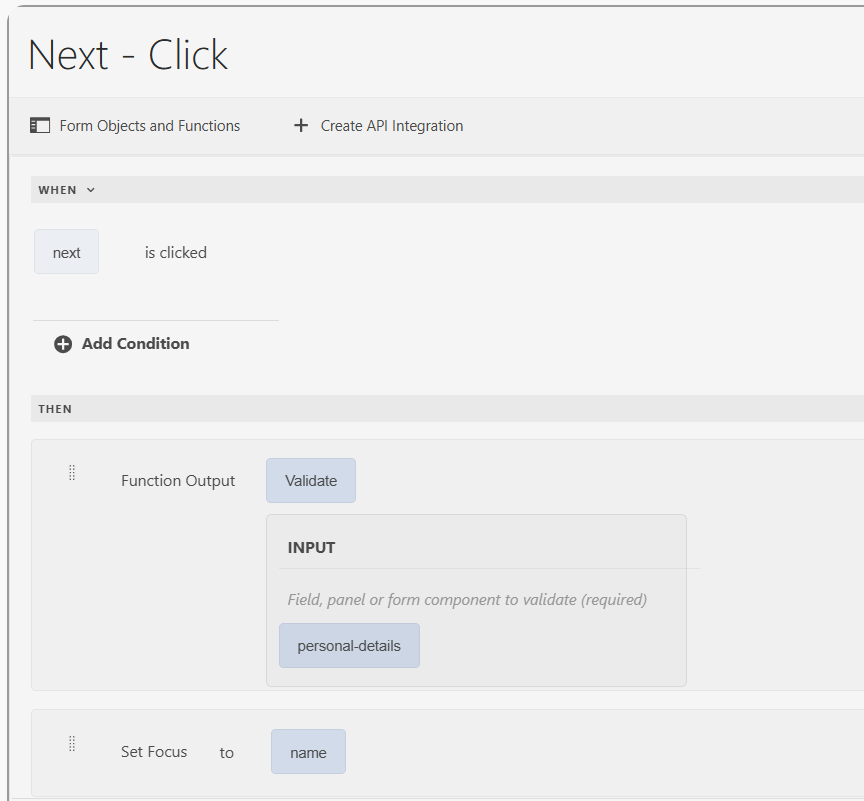 Next - Click
Form Objects and Functions
Create API Integration
WHEN
next is clicked
Add Condition
THEN
Function Output Validate
INPUT
Field, panel or form component to validate (required)
personal-details
Set Focus to name